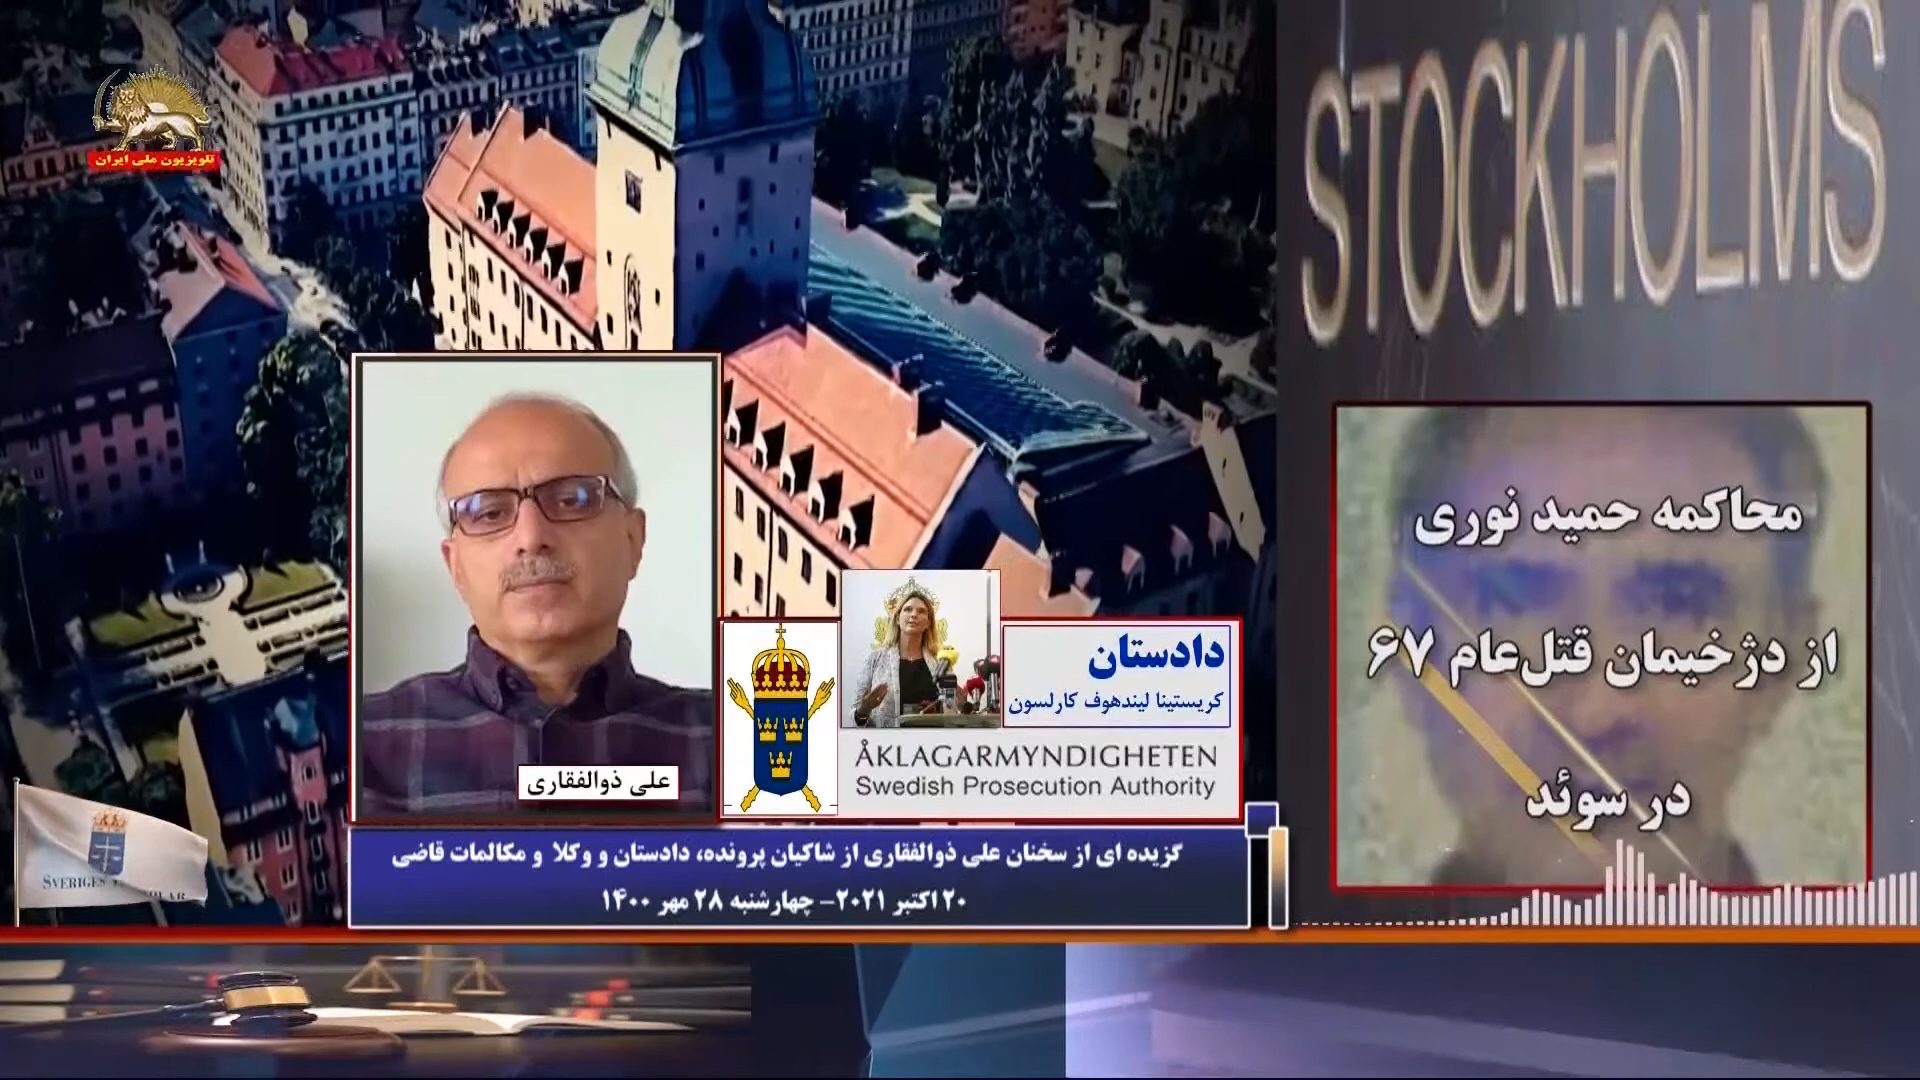 تلویزیون ملی ایران
STOCKHOLMS
محاکمه حمید نوری
از دژخیمان قتل‌عام ۶۷
در سوئد
دادستان
کریستینا لیندهوف کارلسون
ÅKLAGARMYNDIGHETEN
Swedish Prosecution Authority
علی ذوالفقاری
گزیده ای از سخنان علی ذوالفقاری از شاکیان پرونده، دادستان و وکلا و مکالمات قاضی
۲۰ اکتبر ۲۰۲۱– چهارشنبه ۲۸ مهر ۱۴۰۰
SVERIGES